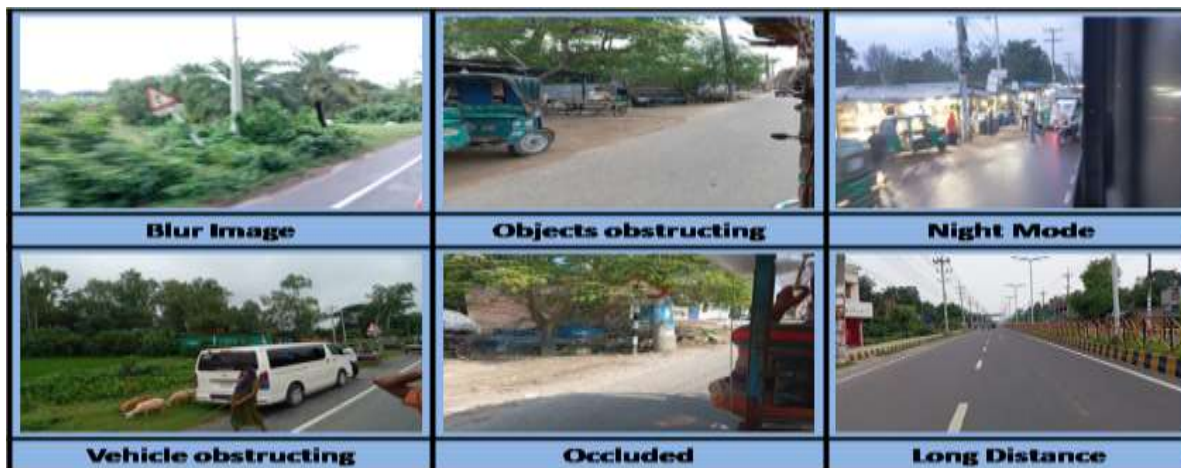 Blur Image
Objects obstructing
Night Mode
Vehicle obstructing
Occluded
Long Distance